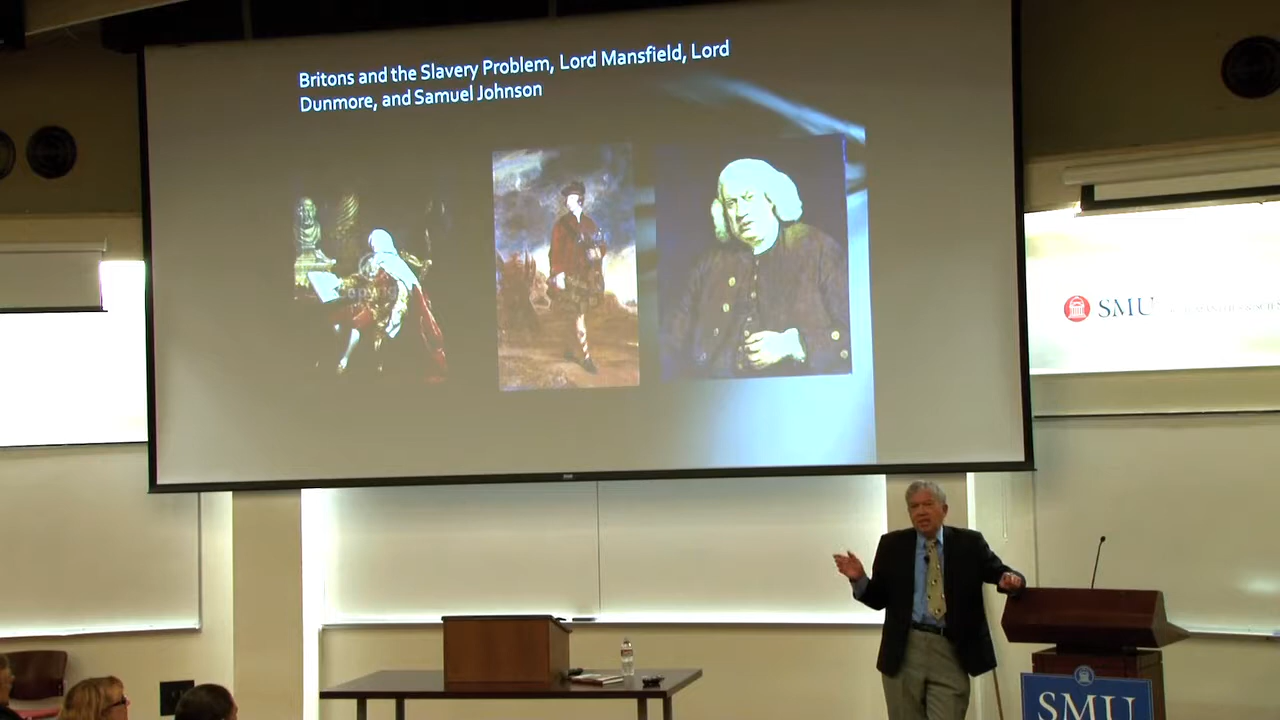 Britons and the Slavery Problem, Lord Mansfield, Lord
Dunmore, and Samuel Johnson
SMU
SMU